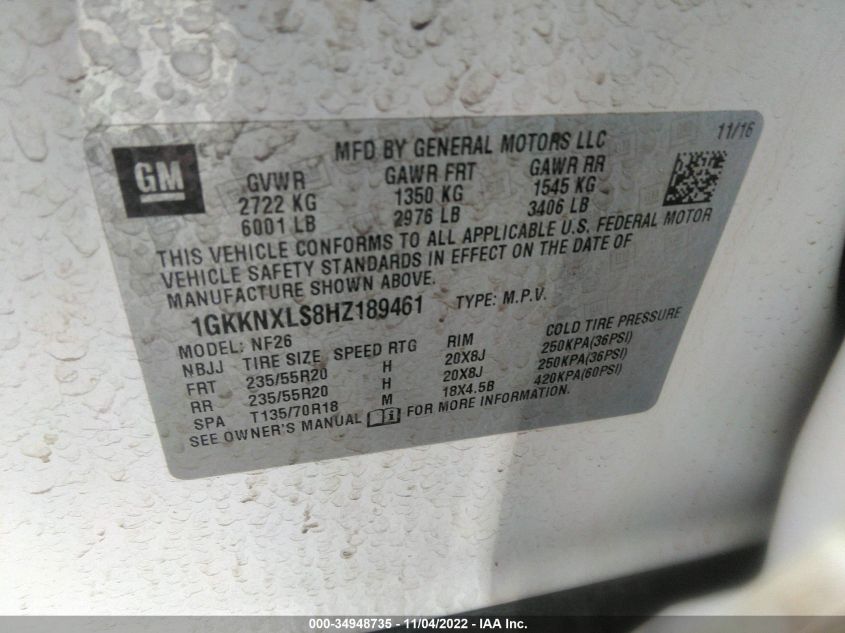 MFD BY GENERAL MOTORS LLC 11/16
GM
GVWR GAWR FRT GAWR RR
2722 KG 1350 KG 1545 KG
6001 LB 2976 LB 3406 LB
THIS VEHICLE CONFORMS TO ALL APPLICABLE U.S. FEDERAL MOTOR
VEHICLE SAFETY STANDARDS IN EFFECT ON THE DATE OF
MANUFACTURE SHOWN ABOVE.
1GKKNXLS8HZ189461 TYPE: M.P.V.
MODEL: NF26
NBJJ TIRE SIZE SPEED RTG RIM COLD TIRE PRESSURE
FRT 235/55R20 H 20X8J 250KPA(36PSI)
RR 235/55R20 H 20X8J 250KPA(36PSI)
SPA T135/70R18 M 18X4.5B 420KPA(60PSI)
SEE OWNER'S MANUAL FOR MORE INFORMATION.
000-34948735 - 11/04/2022 - IAA Inc.